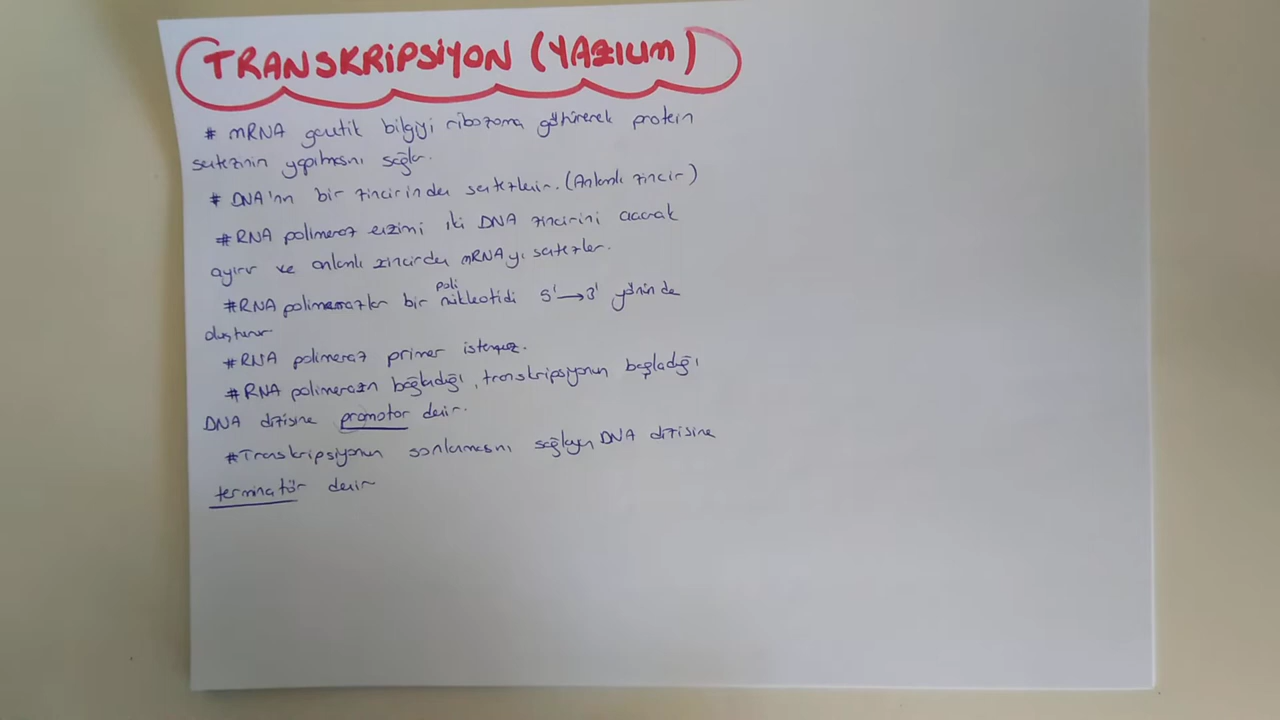 TRANSKRİPSİYON (YAZILIM)
# mRNA genetik bilgiyi ribozoma götürerek protein
sentezinin yapılmasını sağlar.
# DNA'nın bir zincirinden sentezlenir. (Anlamlı zincir)
# RNA polimeraz enzimi iki DNA zincirini açarak
ayırır ve anlamlı zincirden mRNA yı sentezler.
# RNA polimerazlar bir poli nükleotidi 5' → 3' yönünde
oluşturur
# RNA polimeraz primer istemez.
# RNA polimerazın bağlandığı, transkripsiyonun başladığı
DNA dizisine promotor denir.
# Transkripsiyonun sonlanmasını sağlayan DNA dizisine
terminatör denir